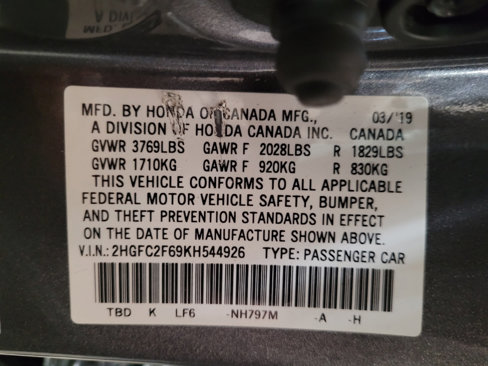 MFD. BY HONDA OF CANADA MFG., 03/'19
A DIVISION OF HONDA CANADA INC. CANADA
GVWR 3769LBS GAWR F 2028LBS R 1829LBS
GVWR 1710KG GAWR F 920KG R 830KG
THIS VEHICLE CONFORMS TO ALL APPLICABLE
FEDERAL MOTOR VEHICLE SAFETY, BUMPER,
AND THEFT PREVENTION STANDARDS IN EFFECT
ON THE DATE OF MANUFACTURE SHOWN ABOVE.
V.I.N.: 2HGFC2F69KH544926 TYPE: PASSENGER CAR
TBD K LF6 -NH797M -A -H